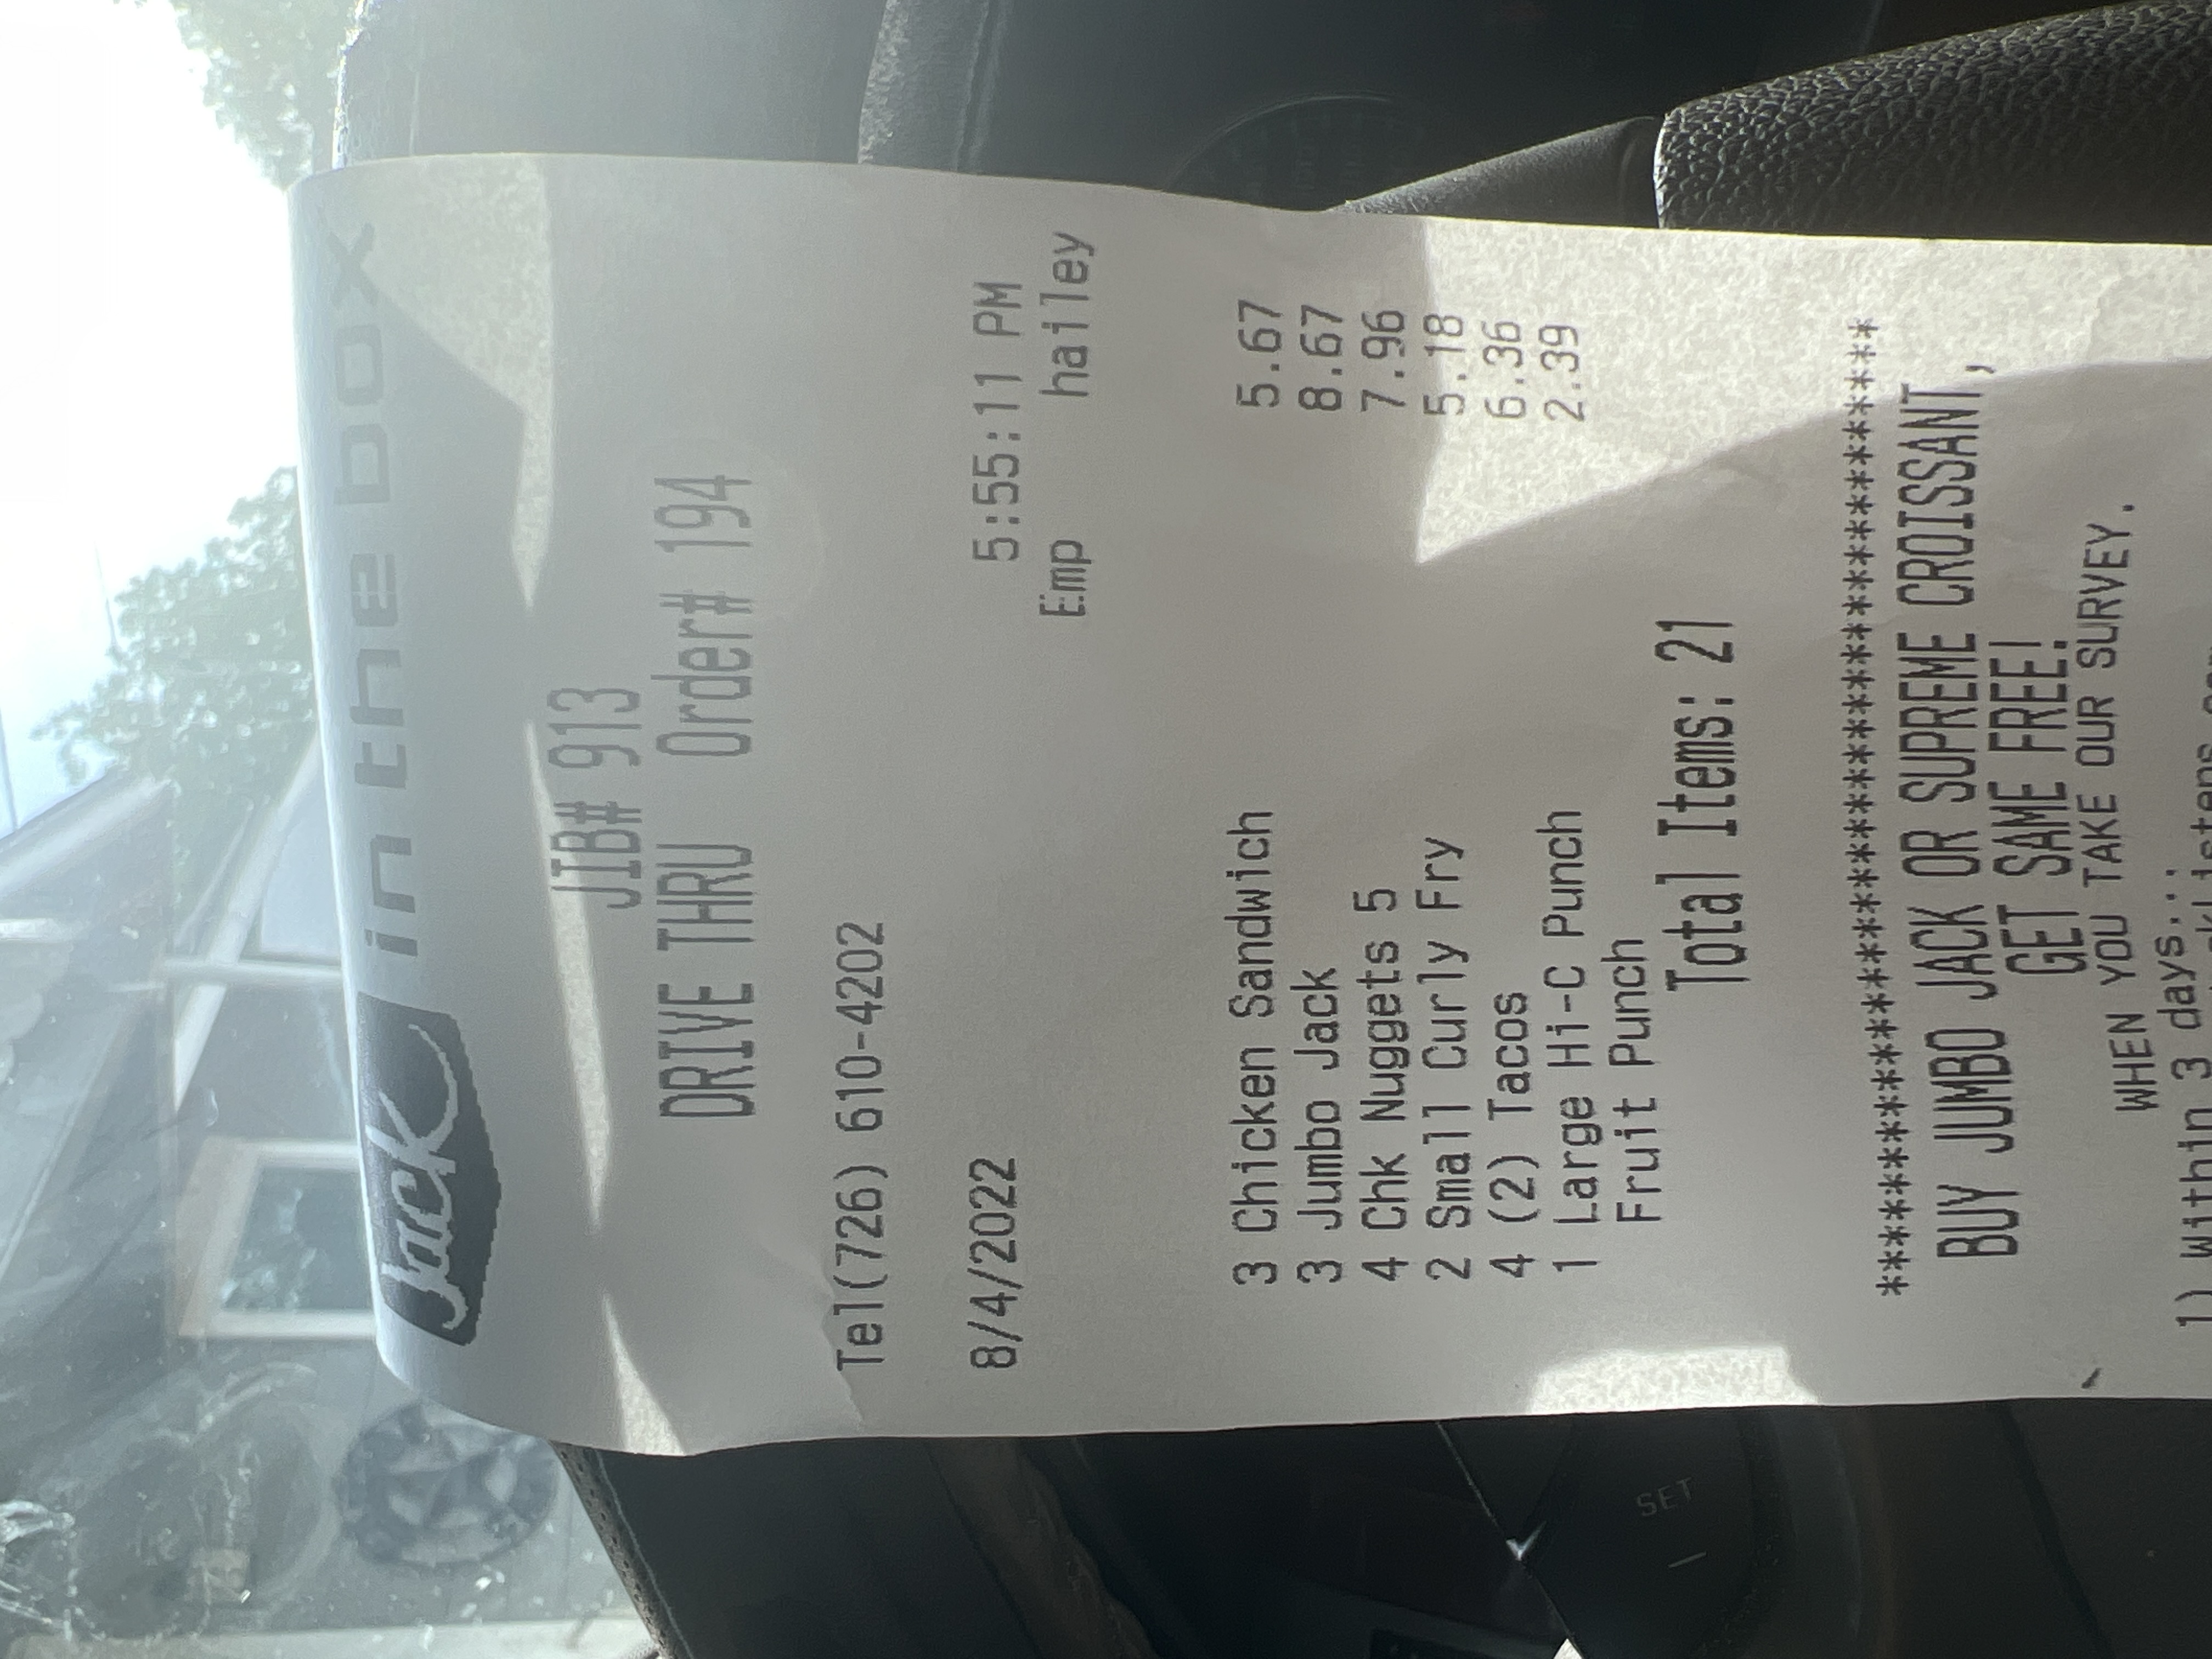 Jack in the box
JIB# 913
DRIVE THRU Order# 194
Tel(726) 610-4202
8/4/2022 5:55:11 PM
Emp hailey
3 Chicken Sandwich 5.67
3 Jumbo Jack 8.67
4 Chk Nuggets 5 7.96
2 Small Curly Fry 5.18
4 (2) Tacos 6.36
1 Large Hi-C Punch 2.39
Fruit Punch
Total Items: 21
BUY JUMBO JACK OR SUPREME CROISSANT,
GET SAME FREE!
WHEN YOU TAKE OUR SURVEY.
1) Within 3 days...
SET